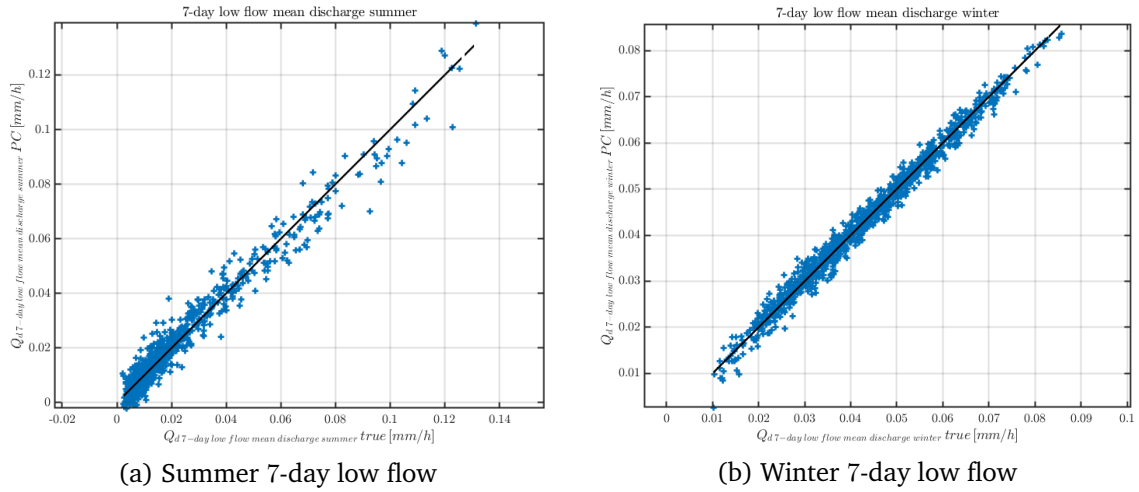 7-day low flow mean discharge summer
0.12
0.1
0.08
0.06
0.04
0.02
0
Q_d 7−day low flow mean discharge summer PC [mm/h]
-0.02 0 0.02 0.04 0.06 0.08 0.1 0.12 0.14
Q_d 7−day low flow mean discharge summer true [mm/h]
(a) Summer 7-day low flow
7-day low flow mean discharge winter
0.08
0.07
0.06
0.05
0.04
0.03
0.02
0.01
Q_d 7−day low flow mean discharge winter PC [mm/h]
0 0.01 0.02 0.03 0.04 0.05 0.06 0.07 0.08 0.09 0.1
Q_d 7−day low flow mean discharge winter true [mm/h]
(b) Winter 7-day low flow